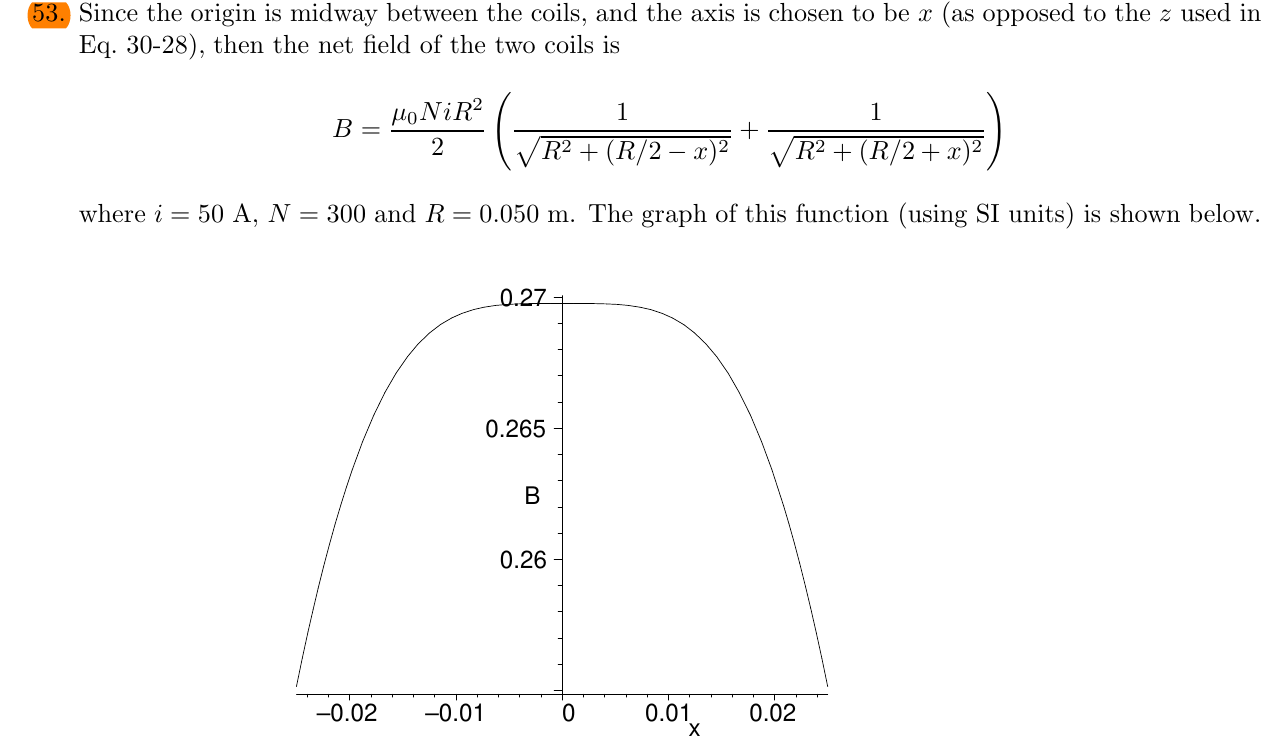 53. Since the origin is midway between the coils, and the axis is chosen to be x (as opposed to the z used in
Eq. 30-28), then the net field of the two coils is
B = \frac{\mu_0 N i R^2}{2} \left( \frac{1}{\sqrt{R^2 + (R/2 - x)^2}} + \frac{1}{\sqrt{R^2 + (R/2 + x)^2}} \right)
where i = 50 A, N = 300 and R = 0.050 m. The graph of this function (using SI units) is shown below.
0.27
0.265
B
0.26
–0.02 –0.01 0 0.01 0.02
x